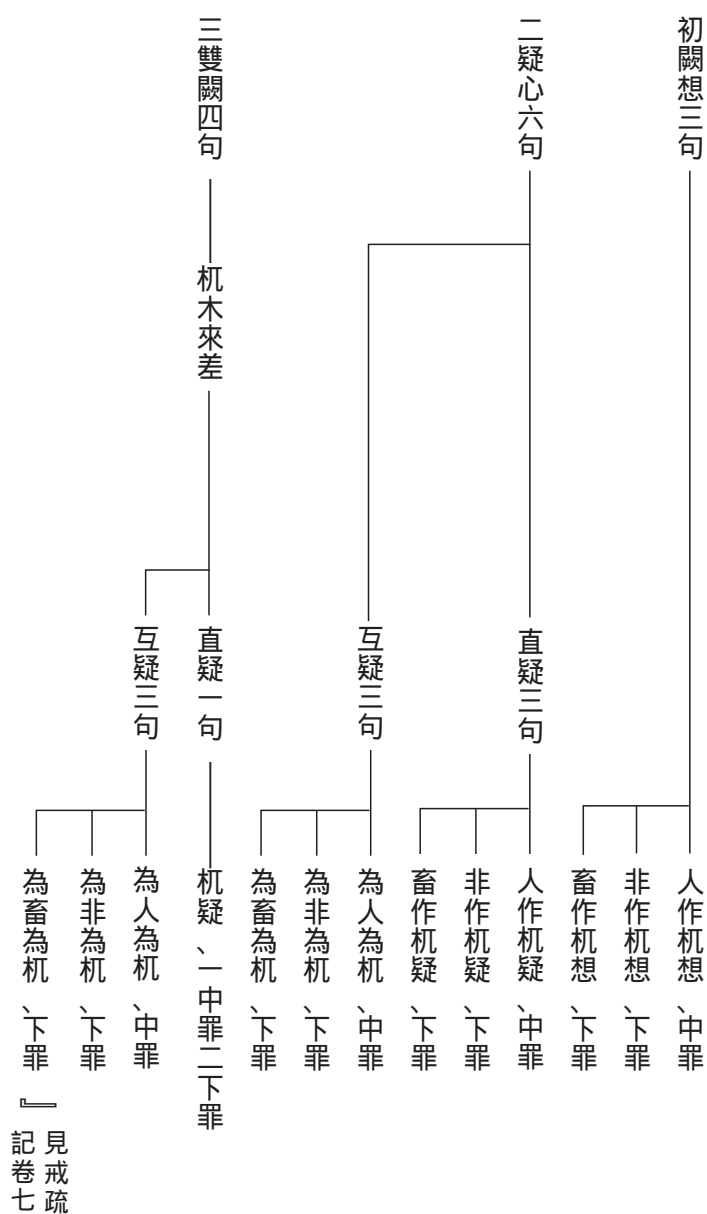 初闕想三句
人作杌想、中罪
非作杌想、下罪
畜作杌想、下罪
二疑心六句
直疑三句
人作杌疑、中罪
非作杌疑、下罪
畜作杌疑、下罪
互疑三句
為人為杌、中罪
為非為杌、下罪
為畜為杌、下罪
三雙闕四句
杌木來差
直疑一句
杌疑、一中罪二下罪
互疑三句
為人為杌、中罪
為非為杌、下罪
為畜為杌、下罪
』
見戒疏
記卷七